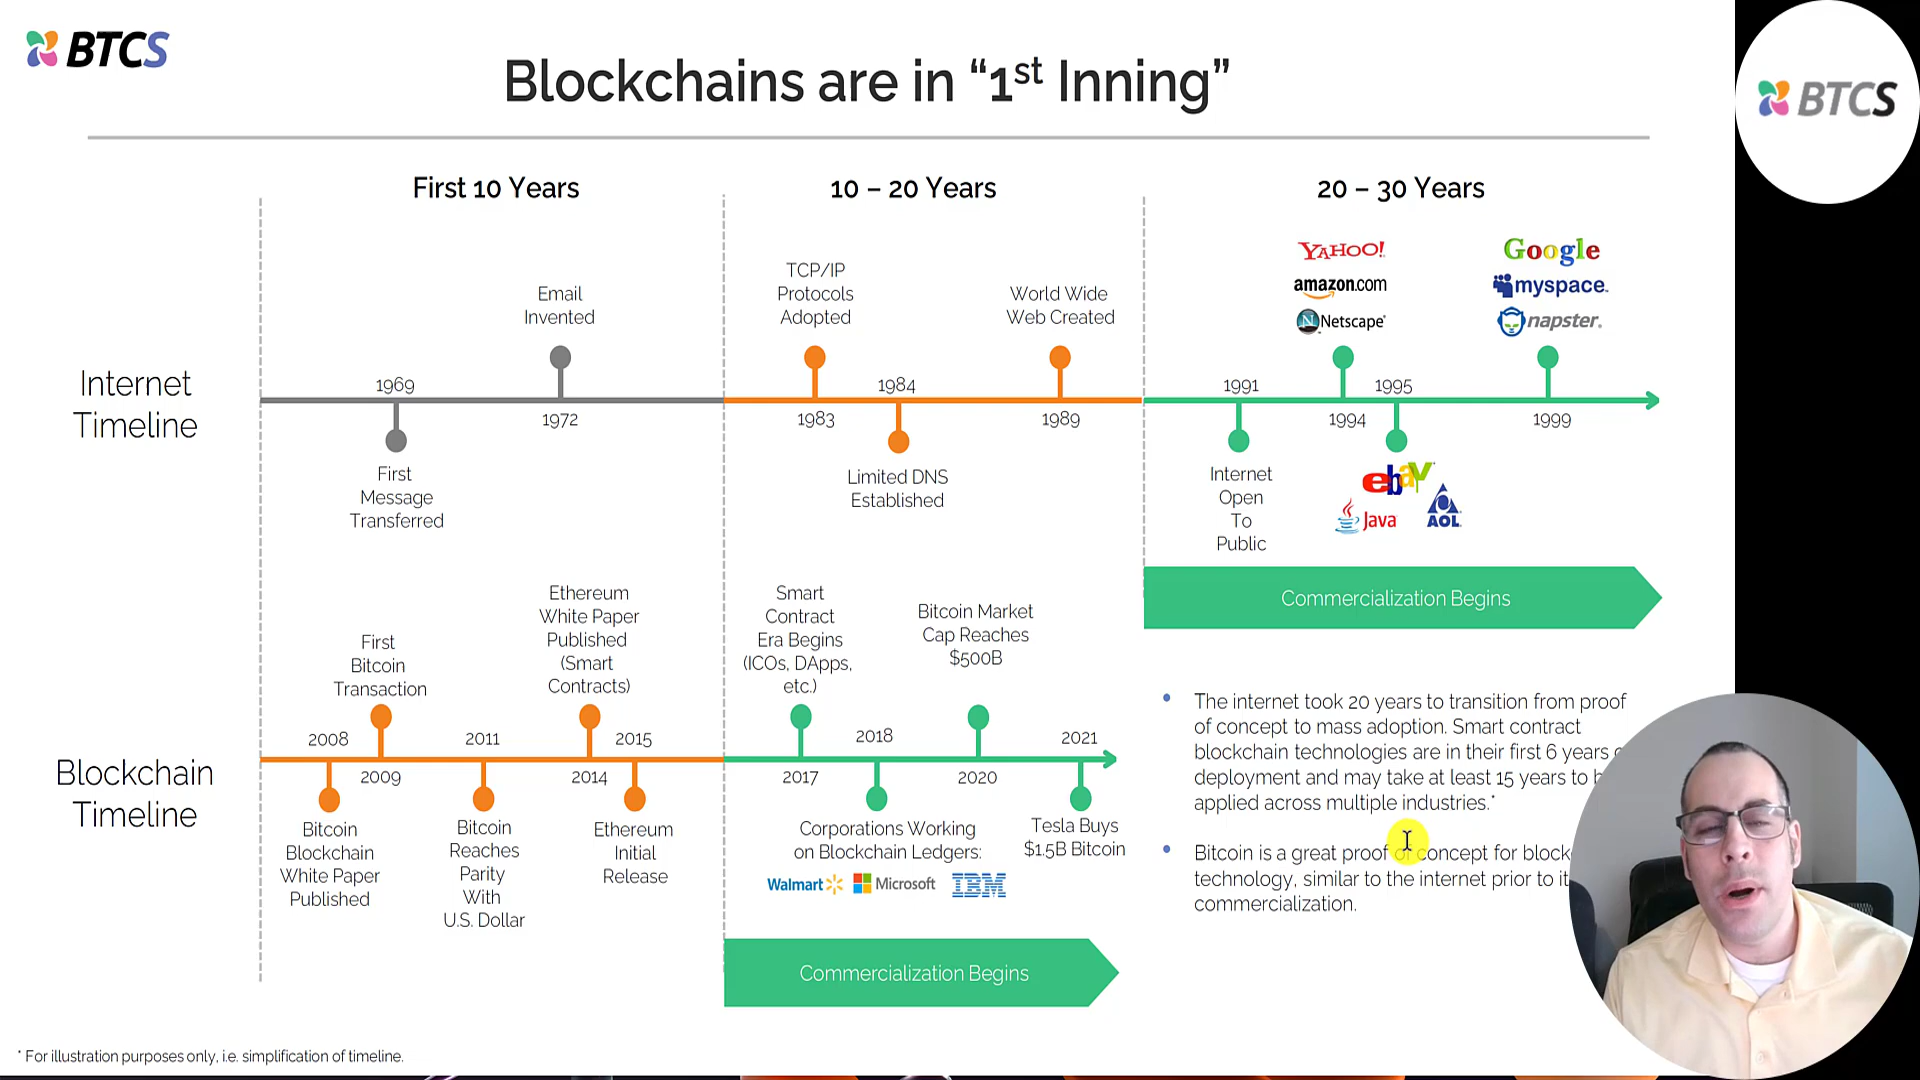 BTCS
Blockchains are in “1st Inning”
BTCS
First 10 Years
10 – 20 Years
20 – 30 Years
YAHOO!
amazon.com
Netscape
Google
myspace.
napster.
Email
Invented
TCP/IP
Protocols
Adopted
World Wide
Web Created
Internet
Timeline
1969
1972
1983
1984
1989
1991
1994
1995
1999
First
Message
Transferred
Limited DNS
Established
Internet
Open
To
Public
ebay
Java
AOL
Commercialization Begins
First
Bitcoin
Transaction
Ethereum
White Paper
Published
(Smart
Contracts)
Smart
Contract
Era Begins
(ICOs, DApps,
etc.)
Bitcoin Market
Cap Reaches
$500B
Blockchain
Timeline
2008
2009
2011
2014
2015
2017
2018
2020
2021
Bitcoin
Blockchain
White Paper
Published
Bitcoin
Reaches
Parity
With
U.S. Dollar
Ethereum
Initial
Release
Corporations Working
on Blockchain Ledgers:
Walmart
Microsoft
IBM
Tesla Buys
$1.5B Bitcoin
Commercialization Begins
• The internet took 20 years to transition from proof
of concept to mass adoption. Smart contract
blockchain technologies are in their first 6 years
deployment and may take at least 15 years to
applied across multiple industries.*
• Bitcoin is a great proof of concept for block
technology, similar to the internet prior to
commercialization.
* For illustration purposes only, i.e. simplification of timeline.